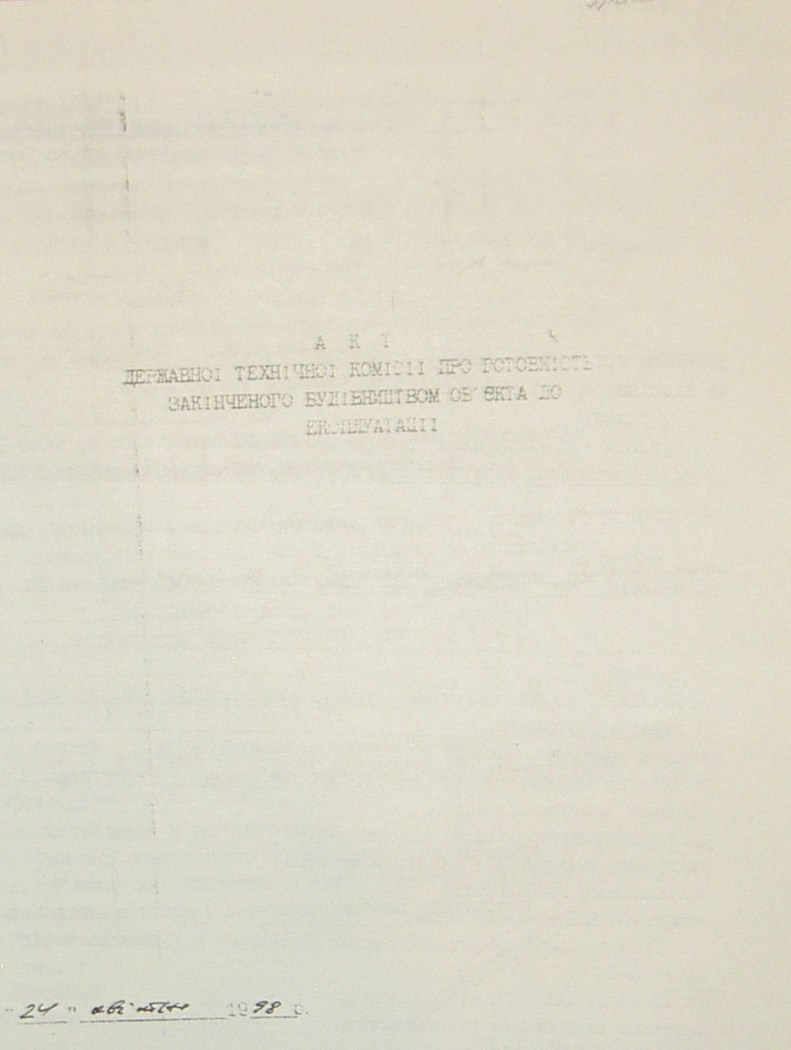 А К Т
ДЕРЖАВНОЇ ТЕХНІЧНОЇ КОМІСІЇ ПРО ГОТОВНІСТЬ
ЗАКІНЧЕНОГО БУДІВНИЦТВОМ ОБ'ЄКТА ДО
ЕКСПЛУАТАЦІЇ
"24" квітня 1998 р.